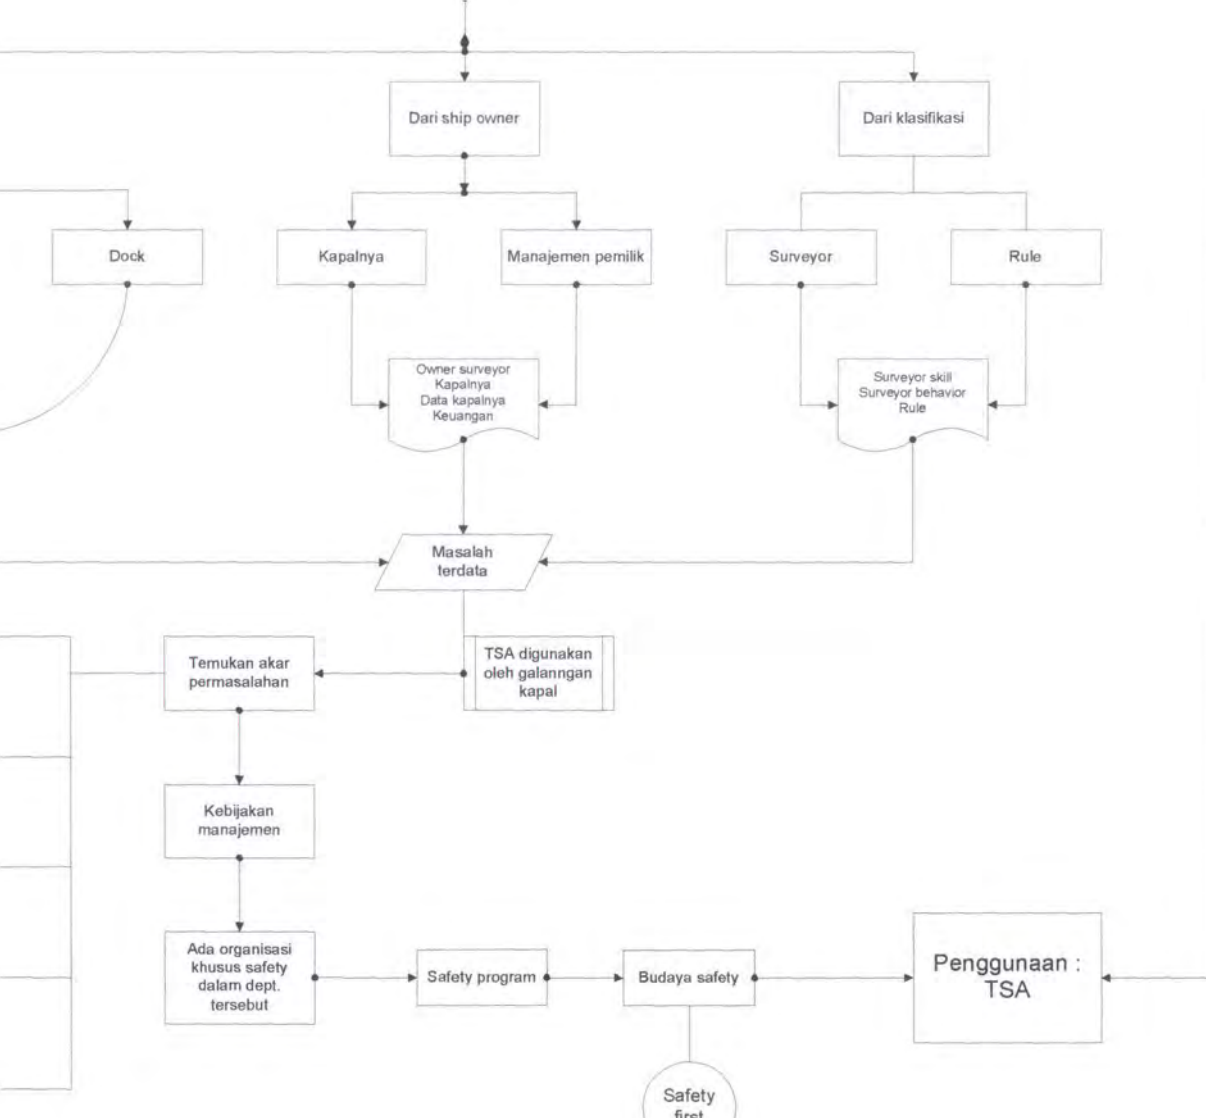 Dari ship owner
Dari klasifikasi
Dock
Kapalnya
Manajemen pemilik
Surveyor
Rule
Owner surveyor
Kapalnya
Data kapalnya
Keuangan
Surveyor skill
Surveyor behavior
Rule
Masalah
terdata
Temukan akar
permasalahan
TSA digunakan
oleh galanngan
kapal
Kebijakan
manajemen
Ada organisasi
khusus safety
dalam dept.
tersebut
Safety program
Budaya safety
Penggunaan :
TSA
Safety
first